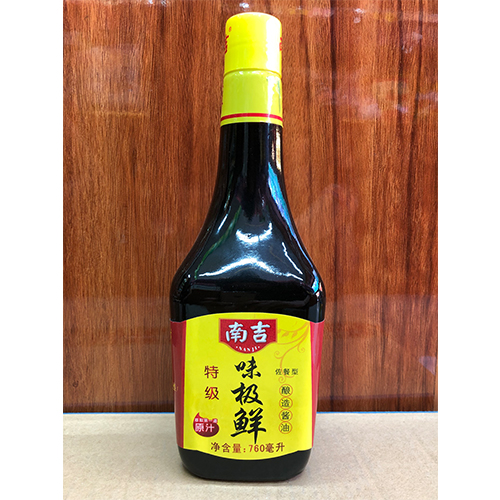 南吉
NANJI
特级
味极鲜
佐餐型
酿造酱油
原汁
净含量:760毫升